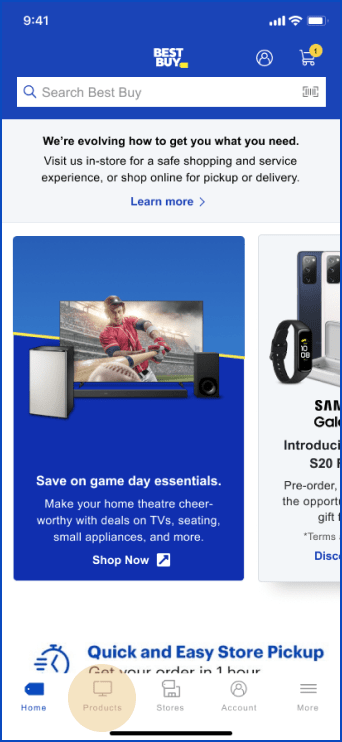 9:41
BEST
BUY
1
Search Best Buy
We're evolving how to get you what you need.
Visit us in-store for a safe shopping and service
experience, or shop online for pickup or delivery.
Learn more
Save on game day essentials.
Make your home theatre cheer-
worthy with deals on TVs, seating,
small appliances, and more.
Shop Now
10:08
SAM
Gala
Introduci
S20 F
Pre-order,
the opportu
gift f
*Terms a
Disc
Quick and Easy Store Pickup
Get your order in 1 hour
Home
Products
Stores
Account
More